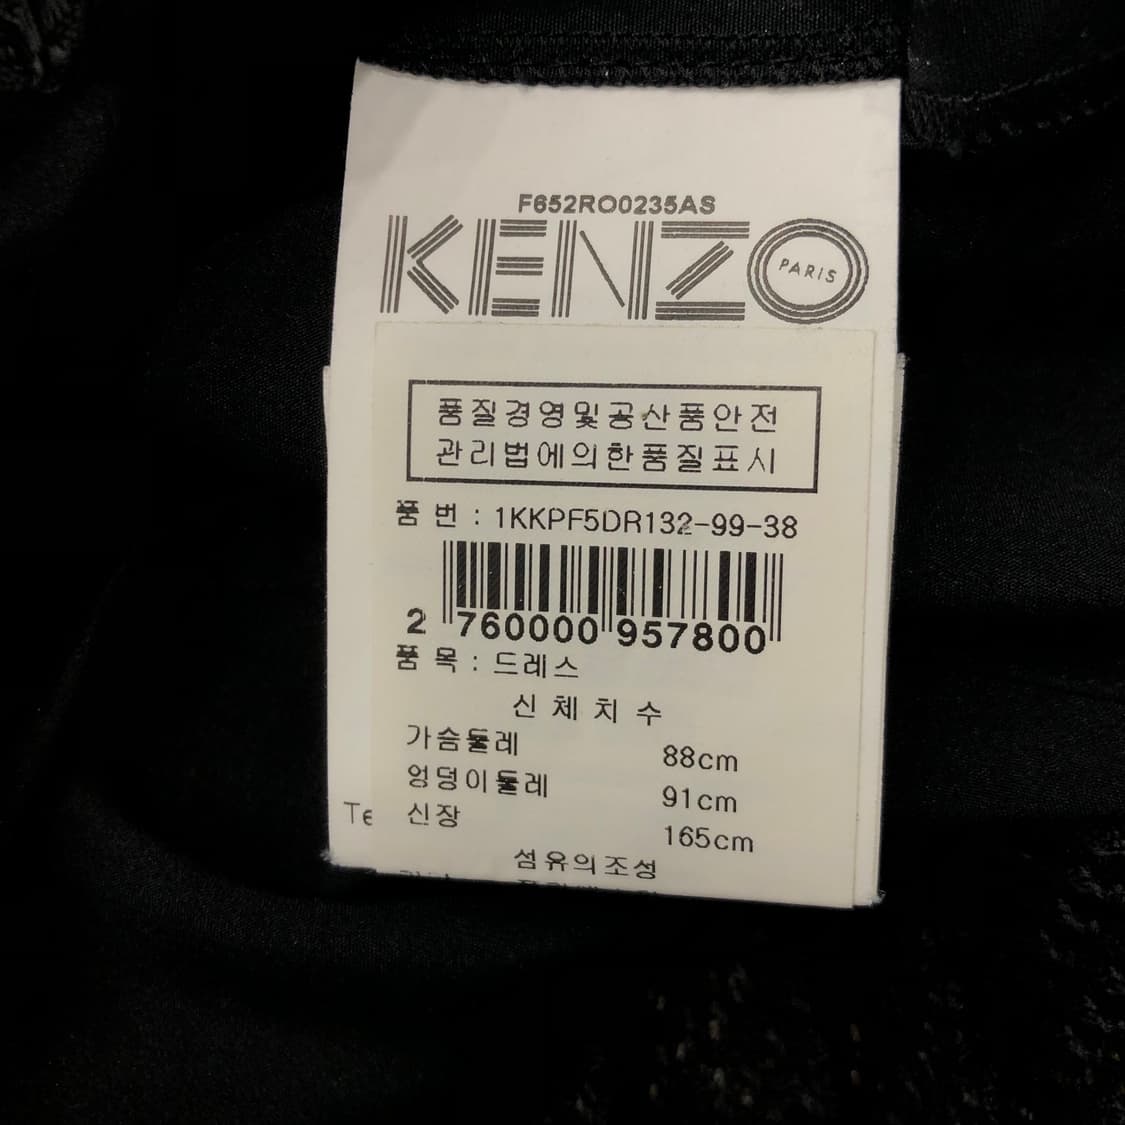 F652RO0235AS
KENZO
PARIS
품질경영및공산품안전
관리법에의한품질표시
품 번 : 1KKPF5DR132-99-38
2 760000 957800
품 목 : 드레스
신 체 치 수
가슴둘레 88cm
엉덩이둘레 91cm
신장 165cm
Te
섬유의조성